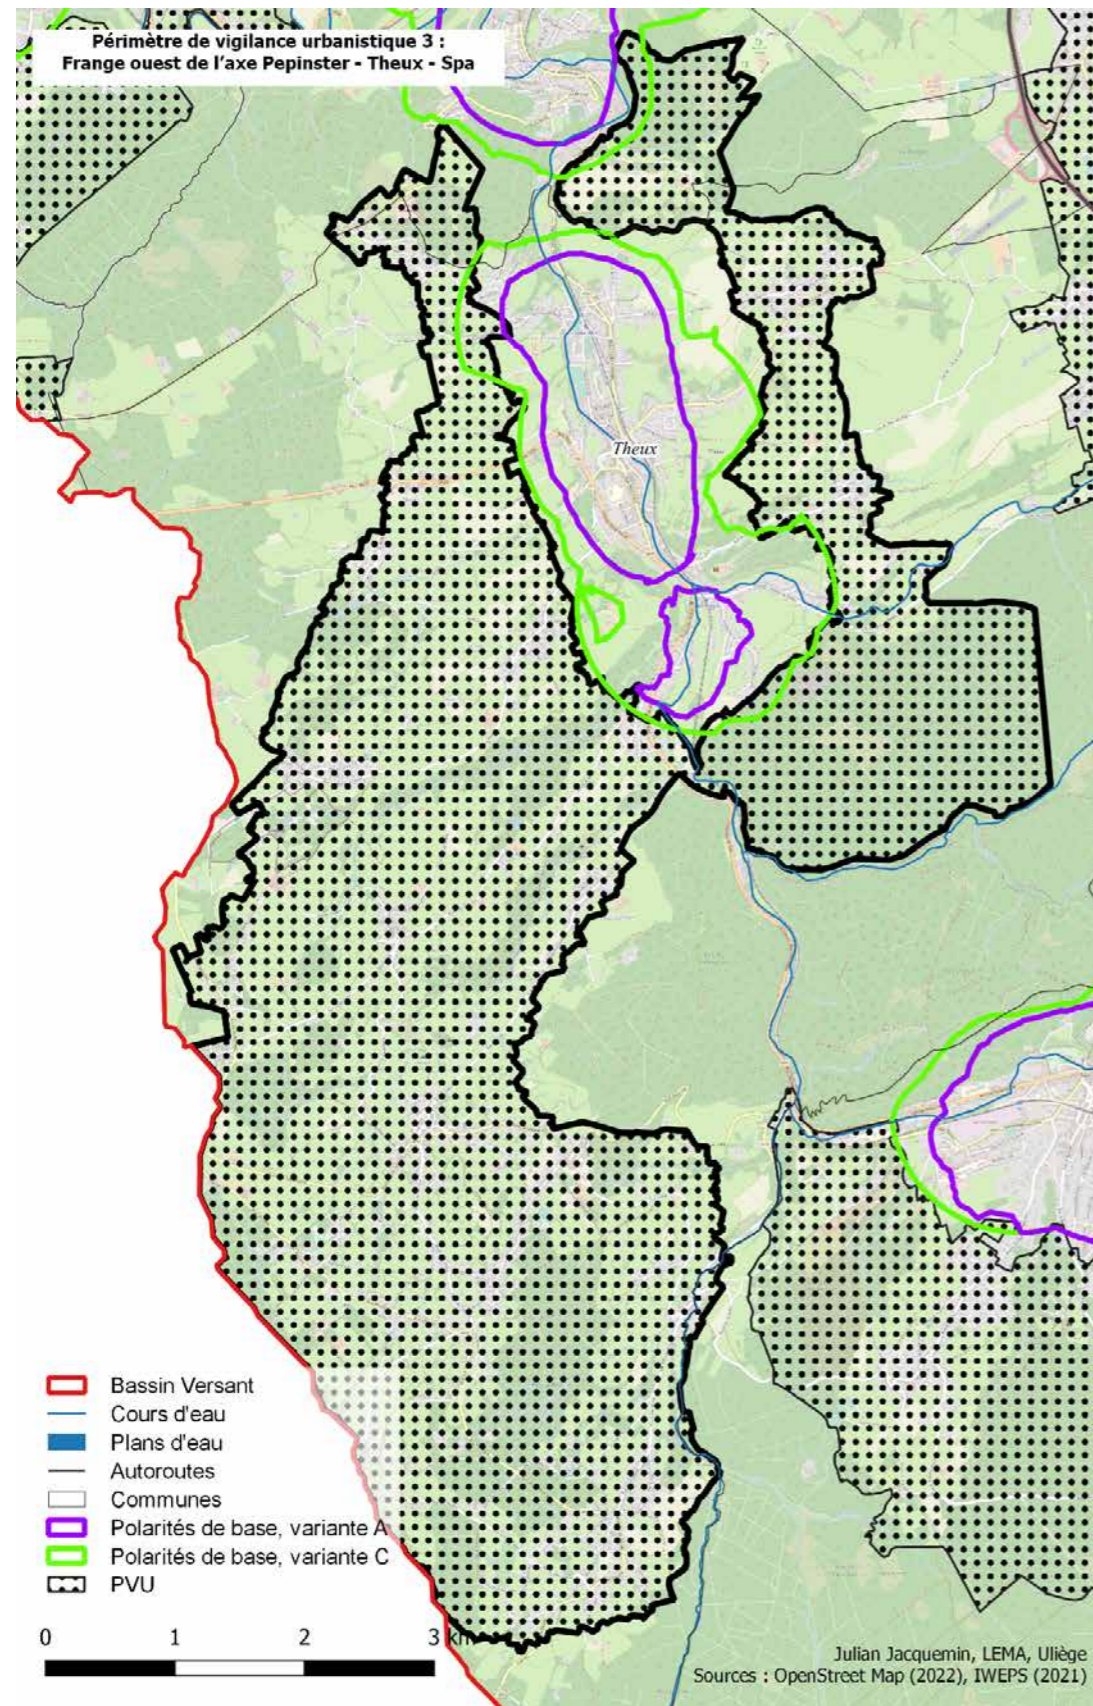 Périmètre de vigilance urbanistique 3 :
Frange ouest de l'axe Pepinster - Theux - Spa
Theux
Bassin Versant
Cours d'eau
Plans d'eau
Autoroutes
Communes
Polarités de base, variante A
Polarités de base, variante C
PVU
0 1 2 3 km
Julian Jacquemin, LEMA, Uliège
Sources : OpenStreet Map (2022), IWEPS (2021)